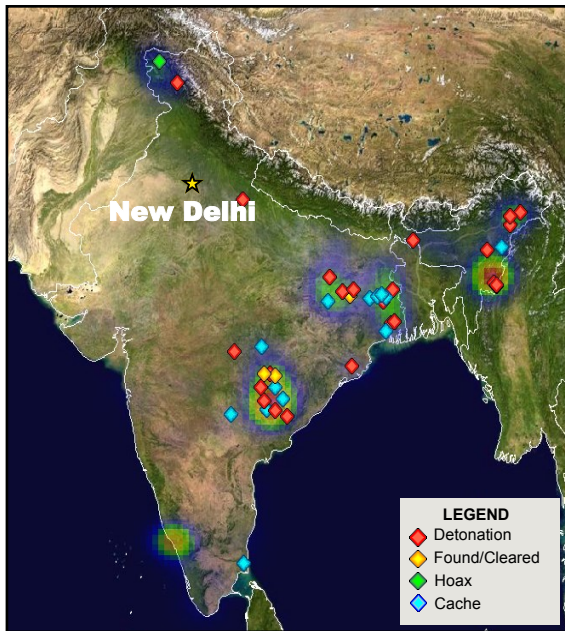 New Delhi
LEGEND
Detonation
Found/Cleared
Hoax
Cache